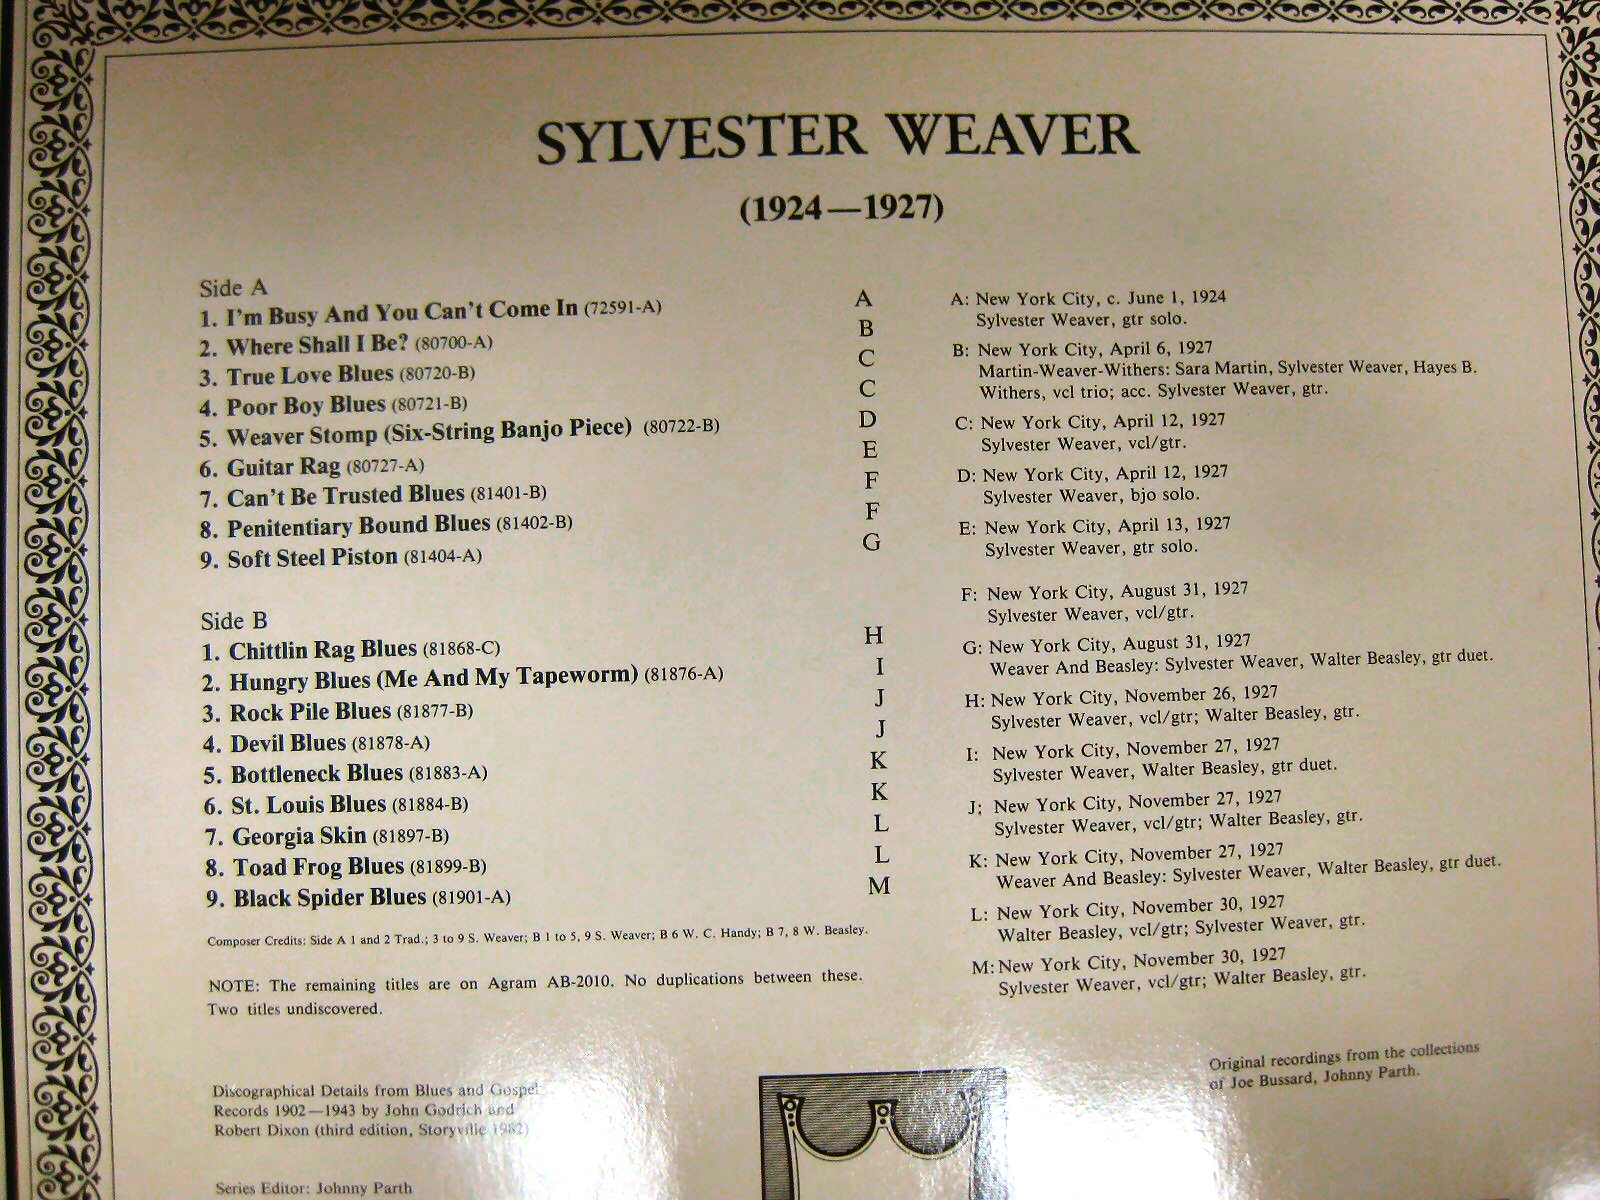 SYLVESTER WEAVER
(1924—1927)
Side A
1. I'm Busy And You Can't Come In (72591-A) A
2. Where Shall I Be? (80700-A) B
3. True Love Blues (80720-B) C
4. Poor Boy Blues (80721-B) C
5. Weaver Stomp (Six-String Banjo Piece) (80722-B) D
6. Guitar Rag (80727-A) E
7. Can't Be Trusted Blues (81401-B) F
8. Penitentiary Bound Blues (81402-B) F
9. Soft Steel Piston (81404-A) G
Side B
1. Chittlin Rag Blues (81868-C) H
2. Hungry Blues (Me And My Tapeworm) (81876-A) I
3. Rock Pile Blues (81877-B) J
4. Devil Blues (81878-A) J
5. Bottleneck Blues (81883-A) K
6. St. Louis Blues (81884-B) K
7. Georgia Skin (81897-B) L
8. Toad Frog Blues (81899-B) L
9. Black Spider Blues (81901-A) M
Composer Credits: Side A 1 and 2 Trad.; 3 to 9 S. Weaver; B 1 to 5, 9 S. Weaver; B 6 W. C. Handy; B 7, 8 W. Beasley.
NOTE: The remaining titles are on Agram AB-2010. No duplications between these.
Two titles undiscovered.
A: New York City, c. June 1, 1924
Sylvester Weaver, gtr solo.
B: New York City, April 6, 1927
Martin-Weaver-Withers: Sara Martin, Sylvester Weaver, Hayes B.
Withers, vcl trio; acc. Sylvester Weaver, gtr.
C: New York City, April 12, 1927
Sylvester Weaver, vcl/gtr.
D: New York City, April 12, 1927
Sylvester Weaver, bjo solo.
E: New York City, April 13, 1927
Sylvester Weaver, gtr solo.
F: New York City, August 31, 1927
Sylvester Weaver, vcl/gtr.
G: New York City, August 31, 1927
Weaver And Beasley: Sylvester Weaver, Walter Beasley, gtr duet.
H: New York City, November 26, 1927
Sylvester Weaver, vcl/gtr; Walter Beasley, gtr.
I: New York City, November 27, 1927
Sylvester Weaver, Walter Beasley, gtr duet.
J; New York City, November 27, 1927
Sylvester Weaver, vcl/gtr; Walter Beasley, gtr.
K: New York City, November 27, 1927
Weaver And Beasley: Sylvester Weaver, Walter Beasley, gtr duet.
L: New York City, November 30, 1927
Walter Beasley, vcl/gtr; Sylvester Weaver, gtr.
M: New York City, November 30, 1927
Sylvester Weaver, vcl/gtr; Walter Beasley, gtr.
Original recordings from the collections
of Joe Bussard, Johnny Parth.
Discographical Details from Blues and Gospel
Records 1902—1943 by John Godrich and
Robert Dixon (third edition, Storyville 1982)
Series Editor: Johnny Parth